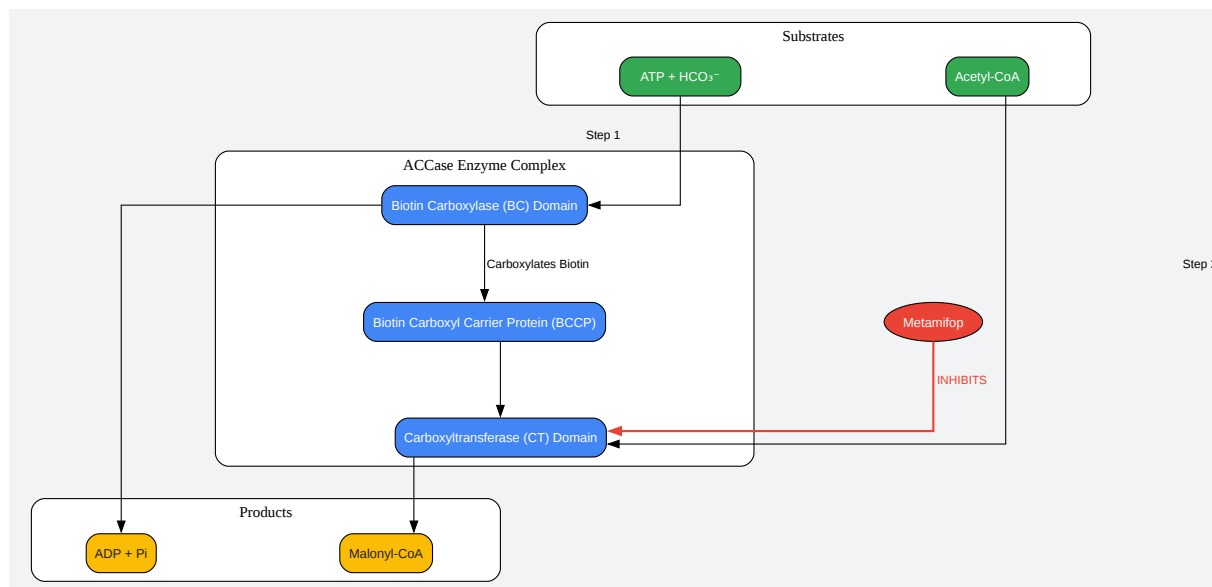 Substrates
ATP + HCO₃⁻
Acetyl-CoA
Step 1
ACCase Enzyme Complex
Biotin Carboxylase (BC) Domain
Carboxylates Biotin
Step
Biotin Carboxyl Carrier Protein (BCCP)
Metamifop
INHIBITS
Carboxyltransferase (CT) Domain
Products
ADP + Pi
Malonyl-CoA